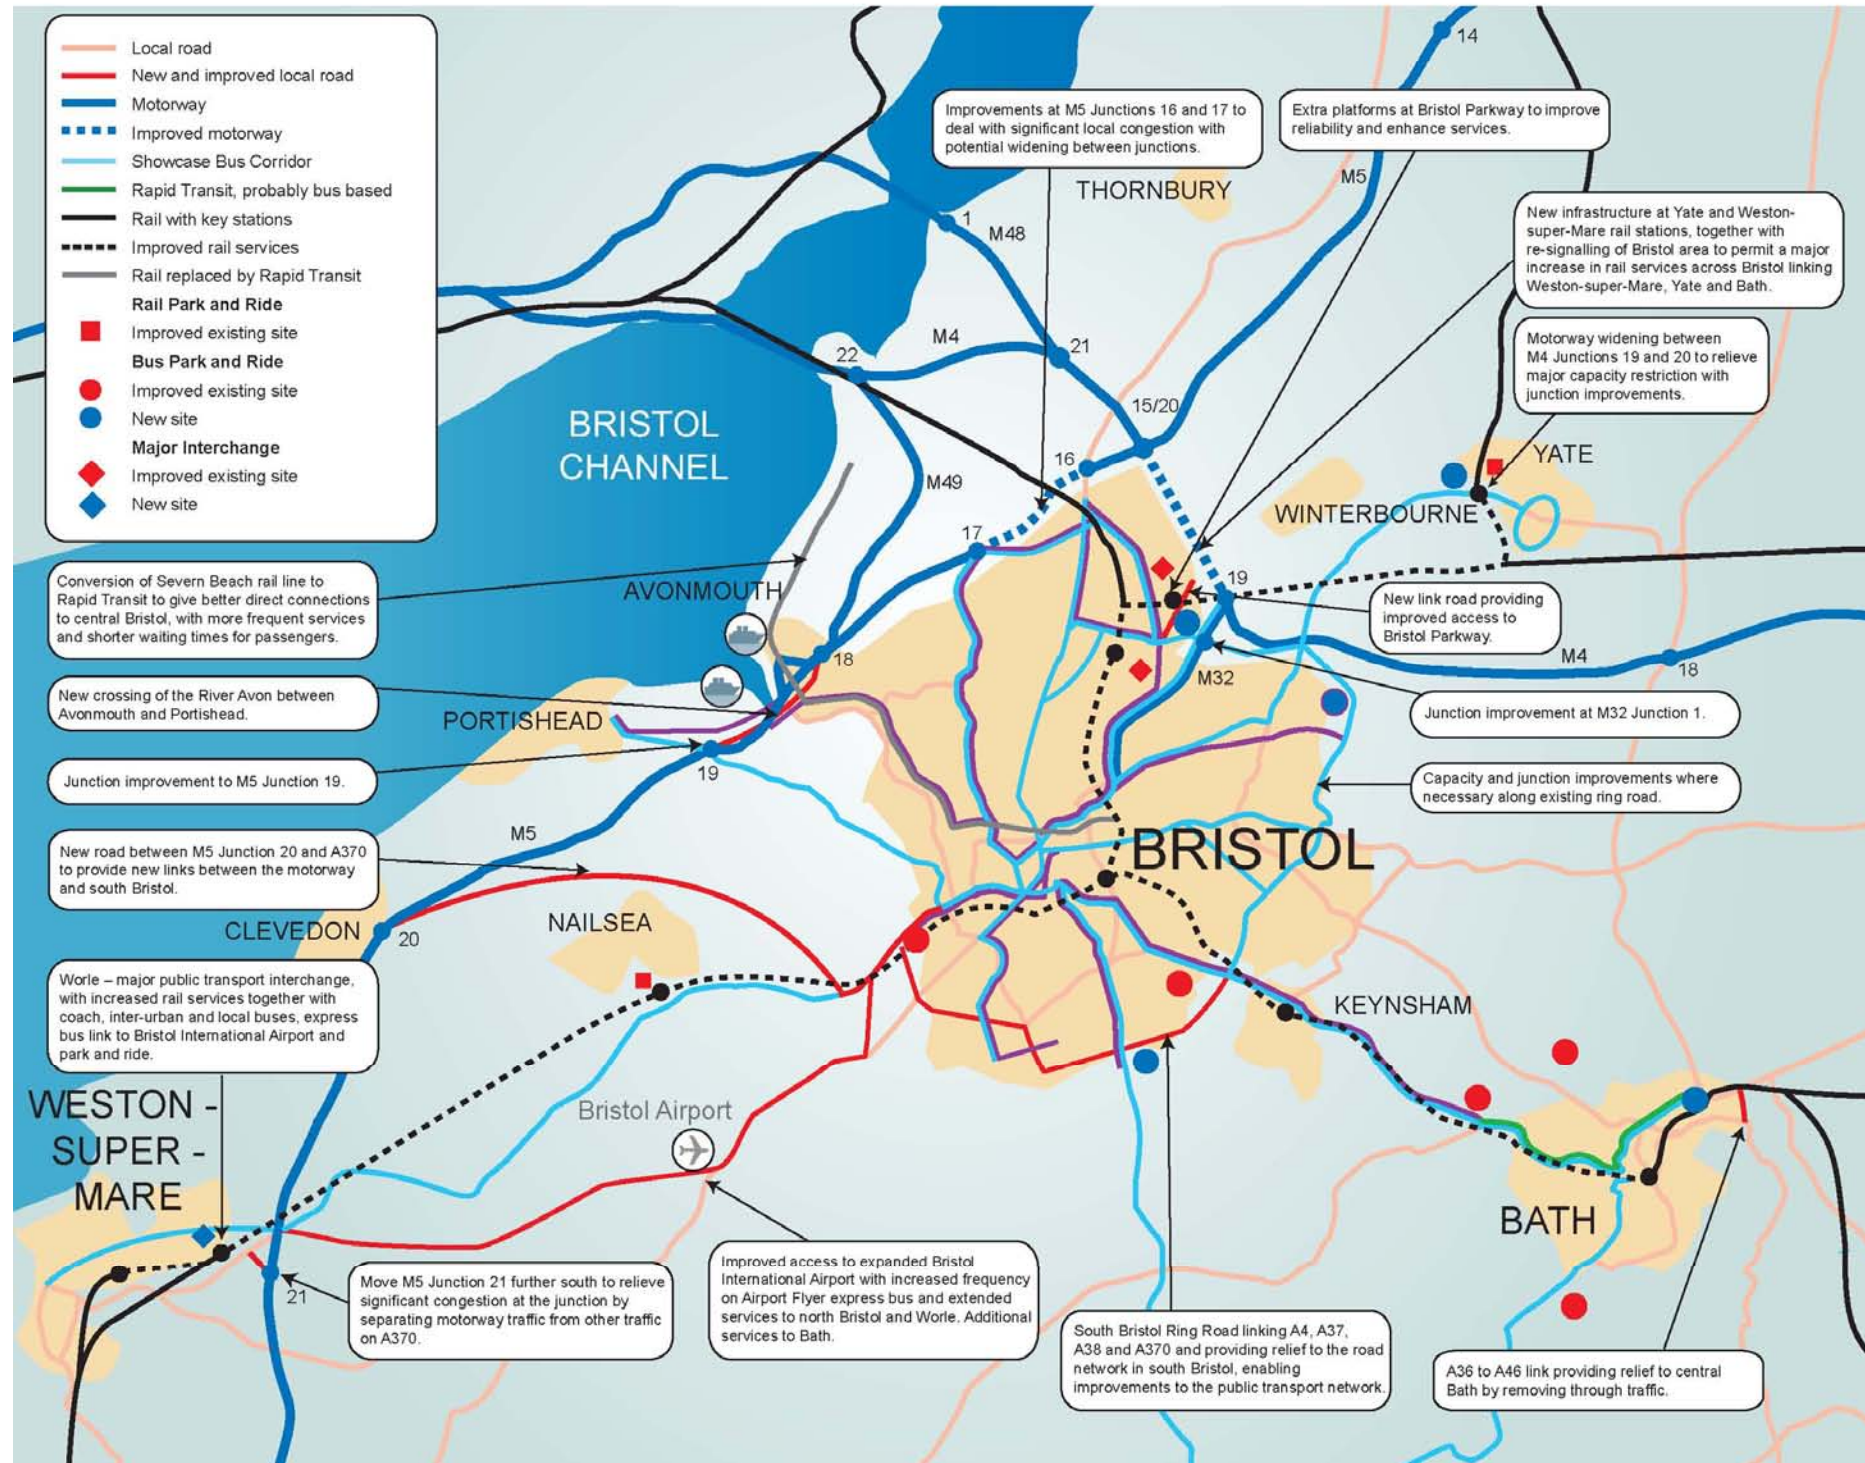 Local road
New and improved local road
Motorway
Improved motorway
Showcase Bus Corridor
Rapid Transit, probably bus based
Rail with key stations
Improved rail services
Rail replaced by Rapid Transit
Rail Park and Ride
Improved existing site
Bus Park and Ride
Improved existing site
New site
Major Interchange
Improved existing site
New site
14
Improvements at M5 Junctions 16 and 17 to
deal with significant local congestion with
potential widening between junctions.
Extra platforms at Bristol Parkway to improve
reliability and enhance services.
M5
THORNBURY
1
M48
New infrastructure at Yate and Weston-
super-Mare rail stations, together with
re-signalling of Bristol area to permit a major
increase in rail services across Bristol linking
Weston-super-Mare, Yate and Bath.
M4
22
21
Motorway widening between
M4 Junctions 19 and 20 to relieve
major capacity restriction with
junction improvements.
15/20
BRISTOL
CHANNEL
16
YATE
M49
WINTERBOURNE
17
Conversion of Severn Beach rail line to
Rapid Transit to give better direct connections
to central Bristol, with more frequent services
and shorter waiting times for passengers.
AVONMOUTH
19
New link road providing
improved access to
Bristol Parkway.
18
M4
18
M32
New crossing of the River Avon between
Avonmouth and Portishead.
PORTISHEAD
Junction improvement at M32 Junction 1.
Junction improvement to M5 Junction 19.
19
Capacity and junction improvements where
necessary along existing ring road.
M5
New road between M5 Junction 20 and A370
to provide new links between the motorway
and south Bristol.
BRISTOL
CLEVEDON
20
NAILSEA
Worle – major public transport interchange,
with increased rail services together with
coach, inter-urban and local buses, express
bus link to Bristol International Airport and
park and ride.
KEYNSHAM
WESTON -
SUPER -
MARE
Bristol Airport
BATH
21
Move M5 Junction 21 further south to relieve
significant congestion at the junction by
separating motorway traffic from other traffic
on A370.
Improved access to expanded Bristol
International Airport with increased frequency
on Airport Flyer express bus and extended
services to north Bristol and Worle. Additional
services to Bath.
South Bristol Ring Road linking A4, A37,
A38 and A370 and providing relief to the road
network in south Bristol, enabling
improvements to the public transport network.
A36 to A46 link providing relief to central
Bath by removing through traffic.